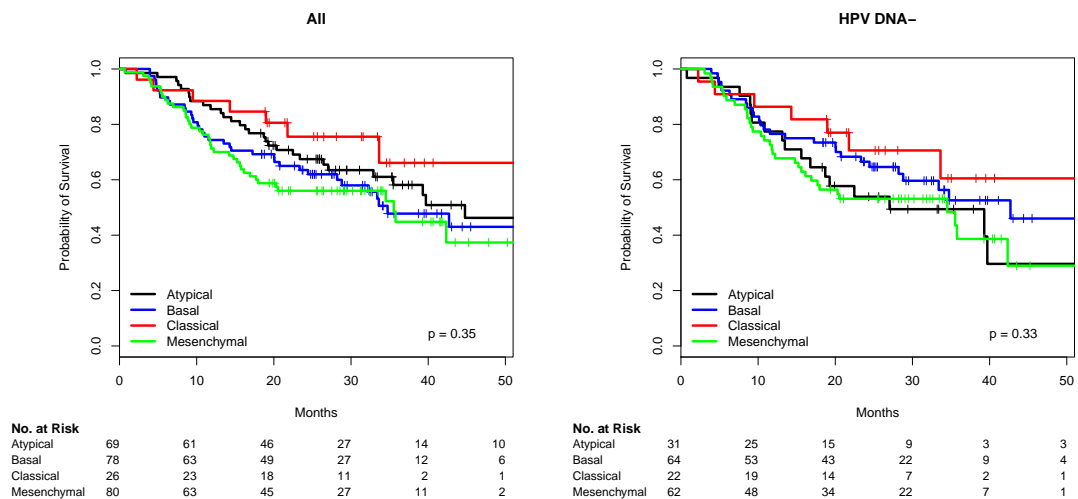 All
Probability of Survival
1.0
0.8
0.6
0.4
0.2
0.0
Atypical
Basal
Classical
Mesenchymal
p = 0.35
0 10 20 30 40 50
Months
No. at Risk
Atypical 69 61 46 27 14 10
Basal 78 63 49 27 12 6
Classical 26 23 18 11 2 1
Mesenchymal 80 63 45 27 11 2
HPV DNA−
Probability of Survival
1.0
0.8
0.6
0.4
0.2
0.0
Atypical
Basal
Classical
Mesenchymal
p = 0.33
0 10 20 30 40 50
Months
No. at Risk
Atypical 31 25 15 9 3 3
Basal 64 53 43 22 9 4
Classical 22 19 14 7 2 1
Mesenchymal 62 48 34 22 7 1